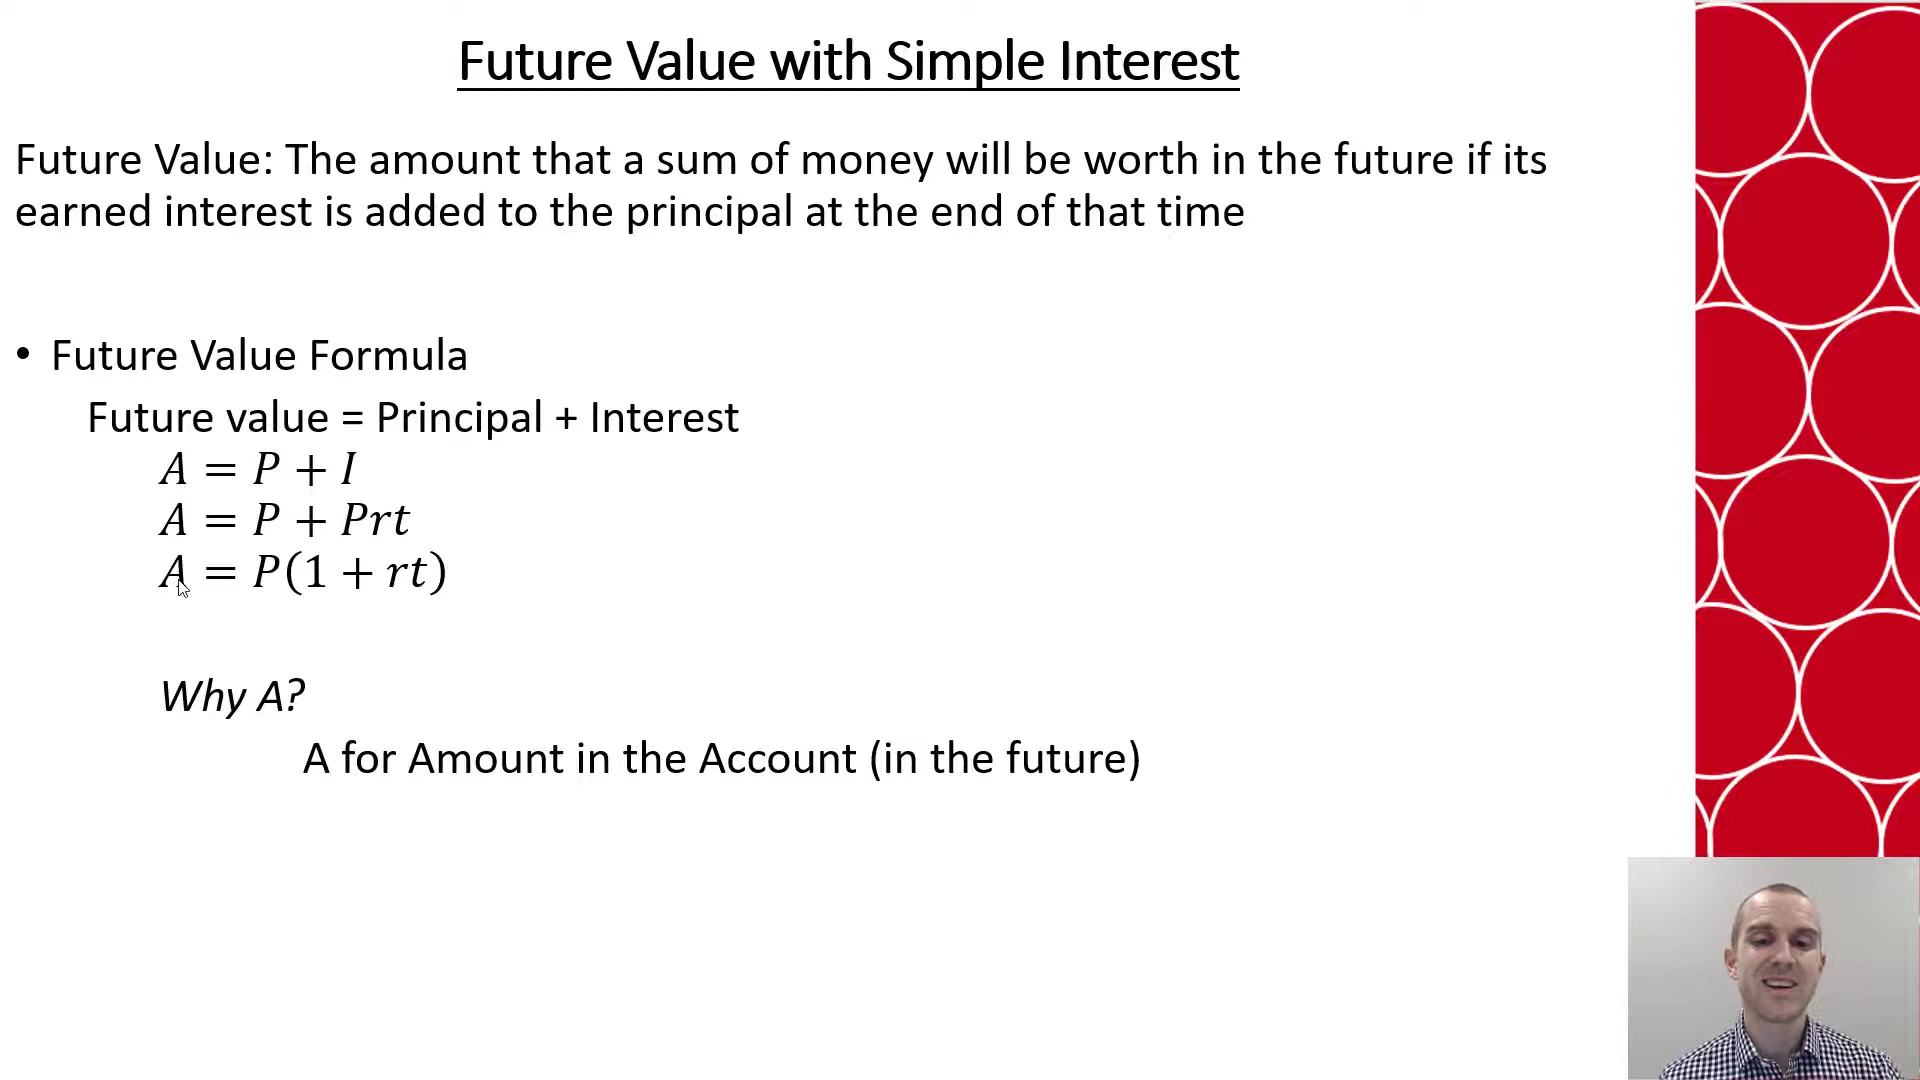 Future Value with Simple Interest
Future Value: The amount that a sum of money will be worth in the future if its
earned interest is added to the principal at the end of that time
• Future Value Formula
Future value = Principal + Interest
A = P + I
A = P + Prt
A = P(1 + rt)
Why A?
A for Amount in the Account (in the future)